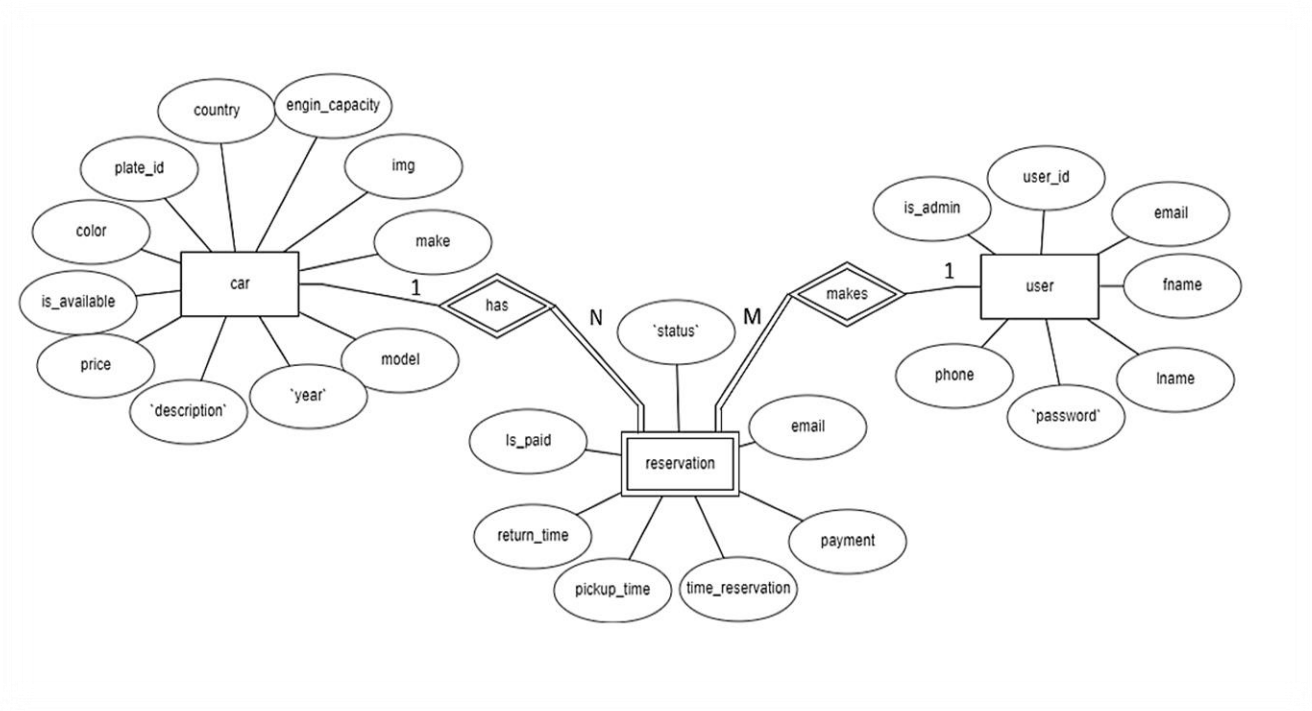 country
engin_capacity
plate_id
img
color
make
is_available
car
1
has
price
model
`description`
`year`
N
`status`
M
makes
1
is_admin
user_id
email
user
fname
phone
`password`
lname
Is_paid
reservation
email
return_time
pickup_time
time_reservation
payment